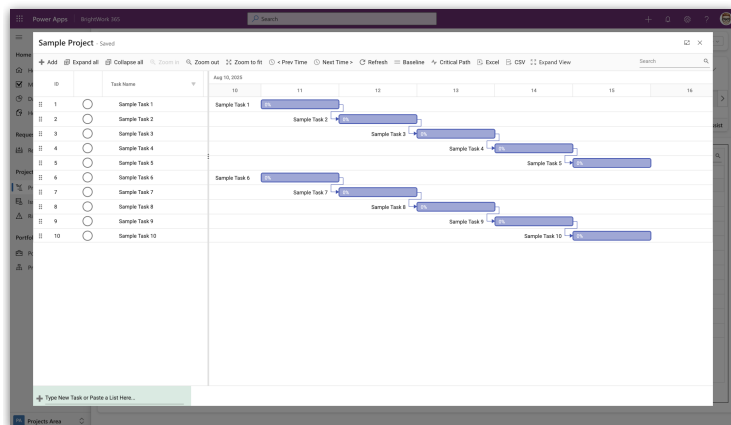 Power Apps BrightWork 365 Search
Sample Project - Saved
Add Expand all Collapse all Zoom in Zoom out Zoom to fit < Prev Time Next Time > Refresh Baseline Critical Path Excel CSV Expand View Search
ID Task Name Aug 10, 2025
10 11 12 13 14 15 16
1 Sample Task 1 Sample Task 1 0%
2 Sample Task 2 Sample Task 2 0%
3 Sample Task 3 Sample Task 3 0%
4 Sample Task 4 Sample Task 4 0%
5 Sample Task 5 Sample Task 5 0%
6 Sample Task 6 Sample Task 6 0%
7 Sample Task 7 Sample Task 7 0%
8 Sample Task 8 Sample Task 8 0%
9 Sample Task 9 Sample Task 9 0%
10 Sample Task 10 Sample Task 10 0%
Type New Task or Paste a List Here...
Home
PA Projects Area